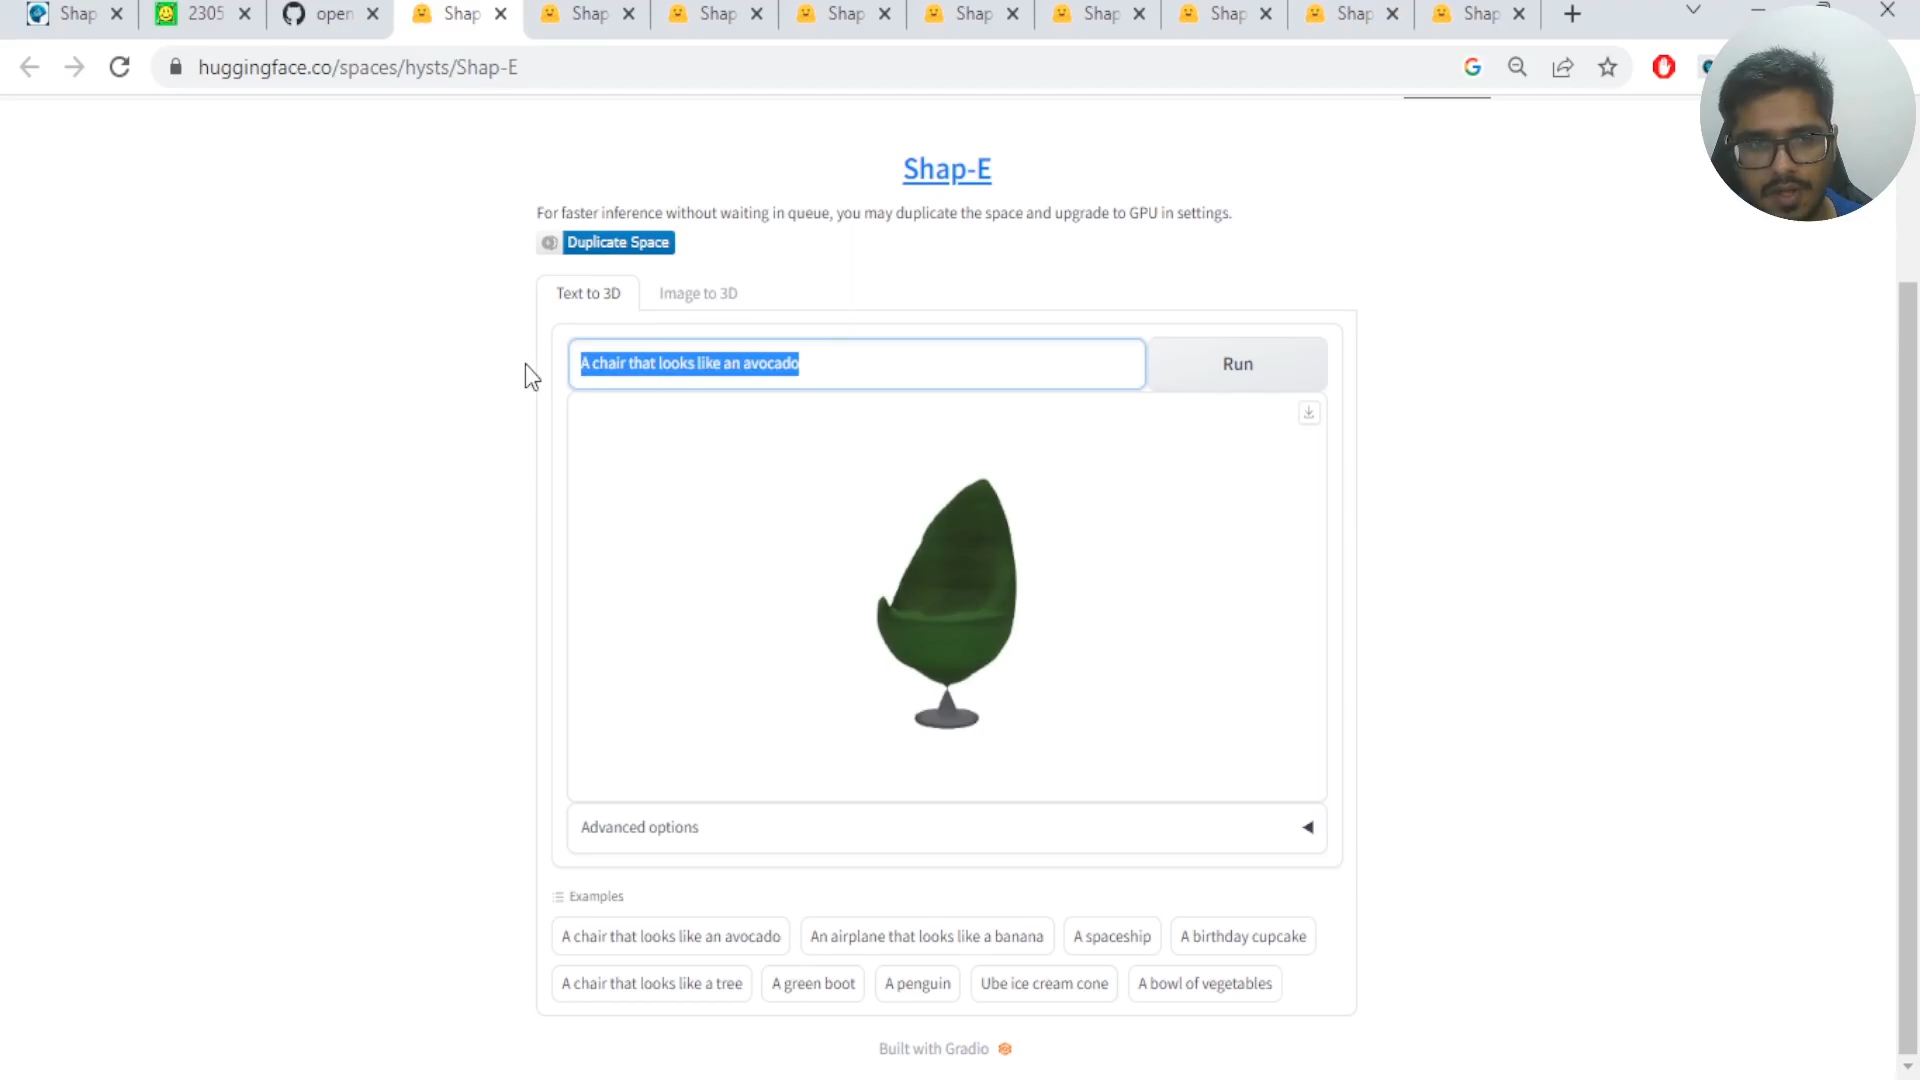 Shap
2305
open
Shap
Shap
Shap
Shap
Shap
Shap
Shap
Shap
Shap
huggingface.co/spaces/hysts/Shap-E
Shap-E
For faster inference without waiting in queue, you may duplicate the space and upgrade to GPU in settings.
Duplicate Space
Text to 3D
Image to 3D
A chair that looks like an avocado
Run
Advanced options
Examples
A chair that looks like an avocado
An airplane that looks like a banana
A spaceship
A birthday cupcake
A chair that looks like a tree
A green boot
A penguin
Ube ice cream cone
A bowl of vegetables
Built with Gradio